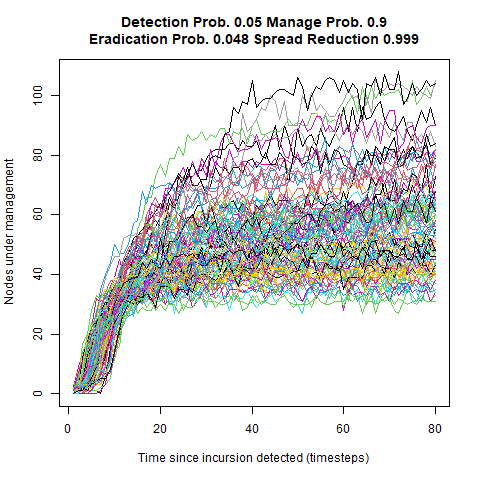 Detection Prob. 0.05 Manage Prob. 0.9
Eradication Prob. 0.048 Spread Reduction 0.999
Nodes under management
100
80
60
40
20
0
0 20 40 60 80
Time since incursion detected (timesteps)